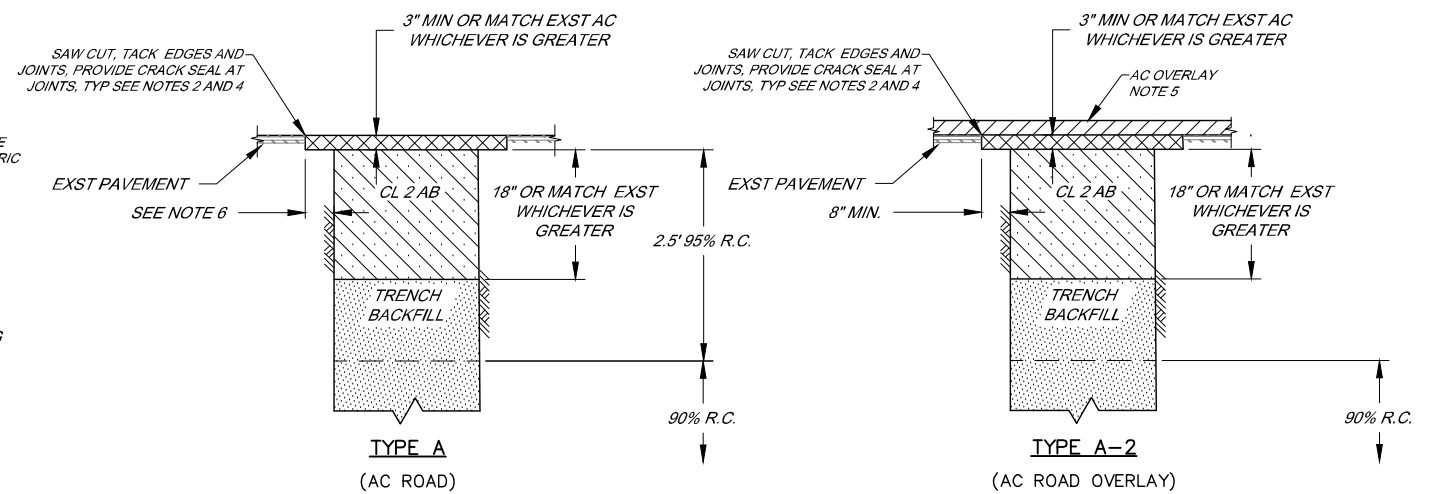 3" MIN OR MATCH EXST AC
WHICHEVER IS GREATER
SAW CUT, TACK EDGES AND
JOINTS, PROVIDE CRACK SEAL AT
JOINTS, TYP SEE NOTES 2 AND 4
EXST PAVEMENT
SEE NOTE 6
CL 2 AB
18" OR MATCH EXST
WHICHEVER IS
GREATER
2.5' 95% R.C.
TRENCH
BACKFILL
90% R.C.
TYPE A
(AC ROAD)
3" MIN OR MATCH EXST AC
WHICHEVER IS GREATER
SAW CUT, TACK EDGES AND
JOINTS, PROVIDE CRACK SEAL AT
JOINTS, TYP SEE NOTES 2 AND 4
AC OVERLAY
NOTE 5
EXST PAVEMENT
8" MIN.
CL 2 AB
18" OR MATCH EXST
WHICHEVER IS
GREATER
TRENCH
BACKFILL
90% R.C.
TYPE A-2
(AC ROAD OVERLAY)